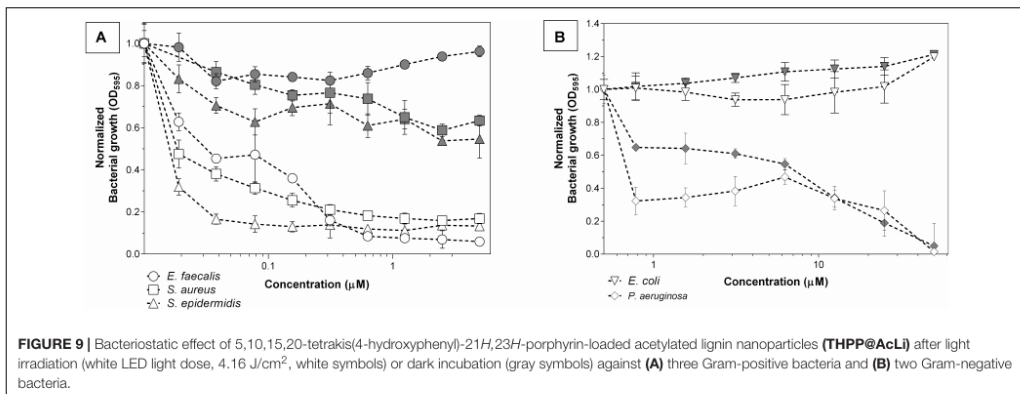 A
Normalized
Bacterial growth (OD595)
1.0
0.8
0.6
0.4
0.2
0.0
0.1
1
Concentration (μM)
E. faecalis
S. aureus
S. epidermidis
B
Normalized
Bacterial growth (OD595)
1.4
1.2
1.0
0.8
0.6
0.4
0.2
0.0
1
10
Concentration (μM)
E. coli
P. aeruginosa
FIGURE 9 | Bacteriostatic effect of 5,10,15,20-tetrakis(4-hydroxyphenyl)-21H,23H-porphyrin-loaded acetylated lignin nanoparticles (THPP@AcLi) after light
irradiation (white LED light dose, 4.16 J/cm², white symbols) or dark incubation (gray symbols) against (A) three Gram-positive bacteria and (B) two Gram-negative
bacteria.